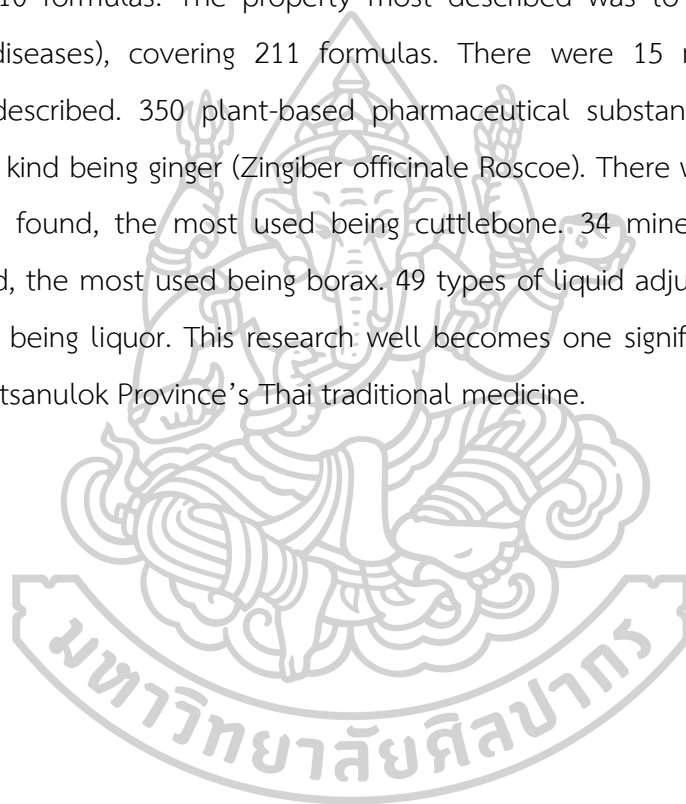 10 formulas. The property most described was to
diseases), covering 211 formulas. There were 15
described. 350 plant-based pharmaceutical substan
kind being ginger (Zingiber officinale Roscoe). There
found, the most used being cuttlebone. 34 mine
d, the most used being borax. 49 types of liquid adju
being liquor. This research well becomes one signif
tsanulok Province’s Thai traditional medicine.
มหาวิทยาลัยศิลปากร